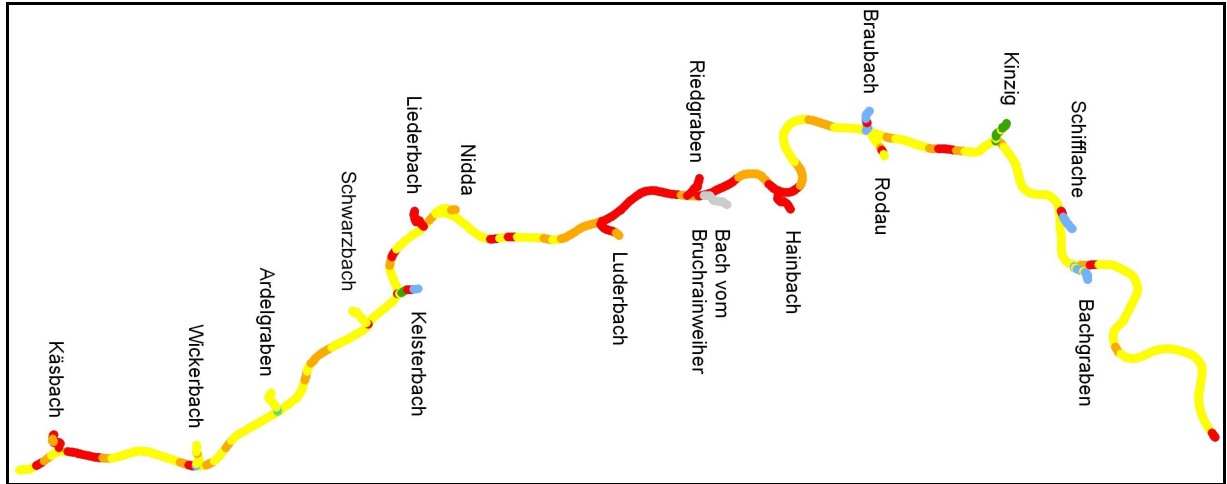 Käsbach
Wickerbach
Ardelgraben
Schwarzbach
Liederbach
Kelsterbach
Nidda
Luderbach
Riedgraben
Bach vom
Bruchrainweiher
Hainbach
Braubach
Rodau
Kinzig
Schifflache
Bachgraben